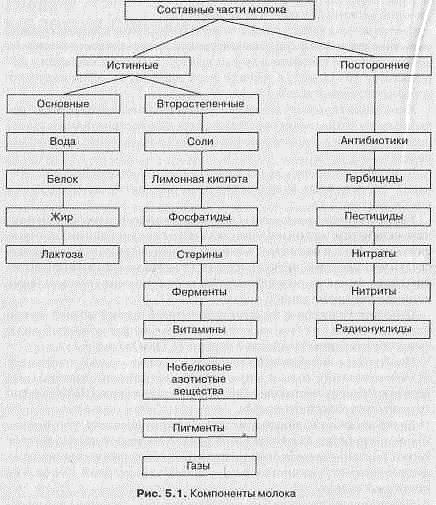 Составные части молока
Истинные
Посторонние
Основные
Второстепенные
Вода
Соли
Антибиотики
Белок
Лимонная кислота
Гербициды
Жир
Фосфатиды
Пестициды
Лактоза
Стерины
Нитраты
Ферменты
Нитриты
Витамины
Радионуклиды
Небелковые
азотистые
вещества
Пигменты
Газы
Рис. 5.1. Компоненты молока